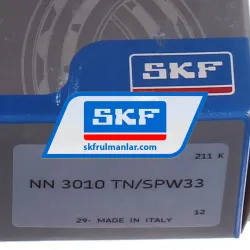 SKF
SKF
skfrulmanlar.com
211 K
NN 3010 TN/SPW33
12
29- MADE IN ITALY